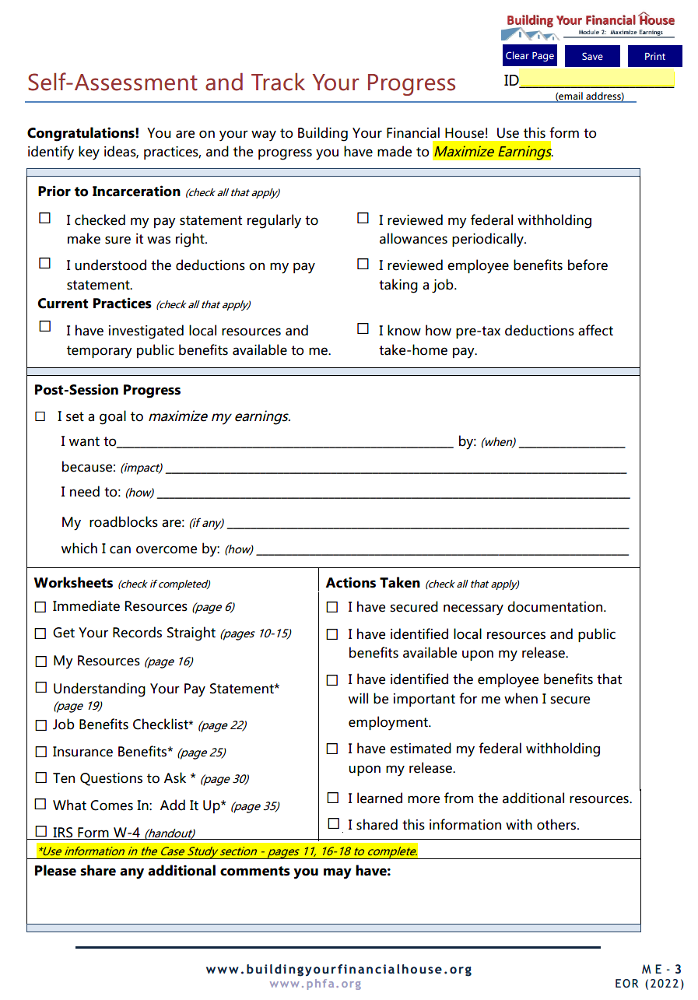 Building Your Financial House
Module 2: Maximize Earnings
Clear Page Save Print
ID
(email address)
Self-Assessment and Track Your Progress
Congratulations! You are on your way to Building Your Financial House! Use this form to
identify key ideas, practices, and the progress you have made to Maximize Earnings.
Prior to Incarceration (check all that apply)
☐ I checked my pay statement regularly to
make sure it was right.
☐ I reviewed my federal withholding
allowances periodically.
☐ I understood the deductions on my pay
statement.
☐ I reviewed employee benefits before
taking a job.
Current Practices (check all that apply)
☐ I have investigated local resources and
temporary public benefits available to me.
☐ I know how pre-tax deductions affect
take-home pay.
Post-Session Progress
☐ I set a goal to maximize my earnings.
I want to__________ by: (when) __________
because: (impact) __________
I need to: (how) __________
My roadblocks are: (if any) __________
which I can overcome by: (how) __________
Worksheets (check if completed)
☐ Immediate Resources (page 6)
☐ Get Your Records Straight (pages 10-15)
☐ My Resources (page 16)
☐ Understanding Your Pay Statement*
(page 19)
☐ Job Benefits Checklist* (page 22)
☐ Insurance Benefits* (page 25)
☐ Ten Questions to Ask * (page 30)
☐ What Comes In: Add It Up* (page 35)
☐ IRS Form W-4 (handout)
Actions Taken (check all that apply)
☐ I have secured necessary documentation.
☐ I have identified local resources and public
benefits available upon my release.
☐ I have identified the employee benefits that
will be important for me when I secure
employment.
☐ I have estimated my federal withholding
upon my release.
☐ I learned more from the additional resources.
☐ I shared this information with others.
*Use information in the Case Study section - pages 11, 16-18 to complete.
Please share any additional comments you may have:
www.buildingyourfinancialhouse.org
www.phfa.org
ME-3
EOR (2022)